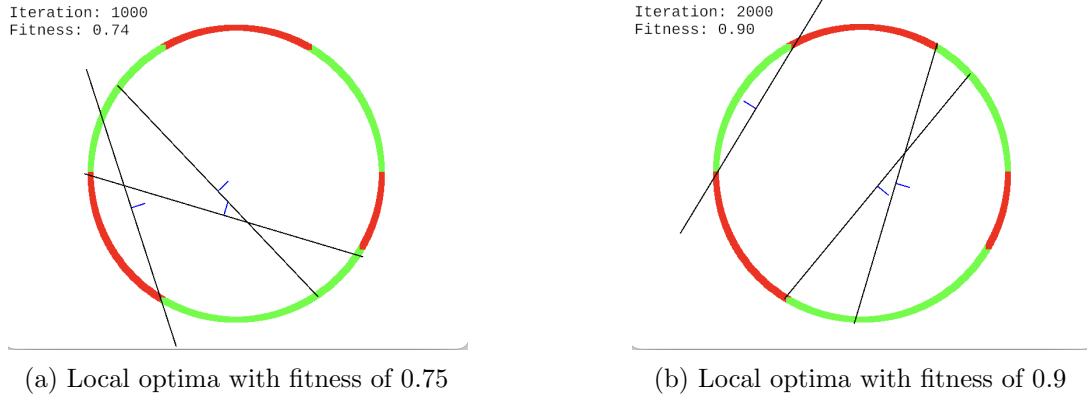 Iteration: 1000
Fitness: 0.74
Iteration: 2000
Fitness: 0.90
(a) Local optima with fitness of 0.75
(b) Local optima with fitness of 0.9